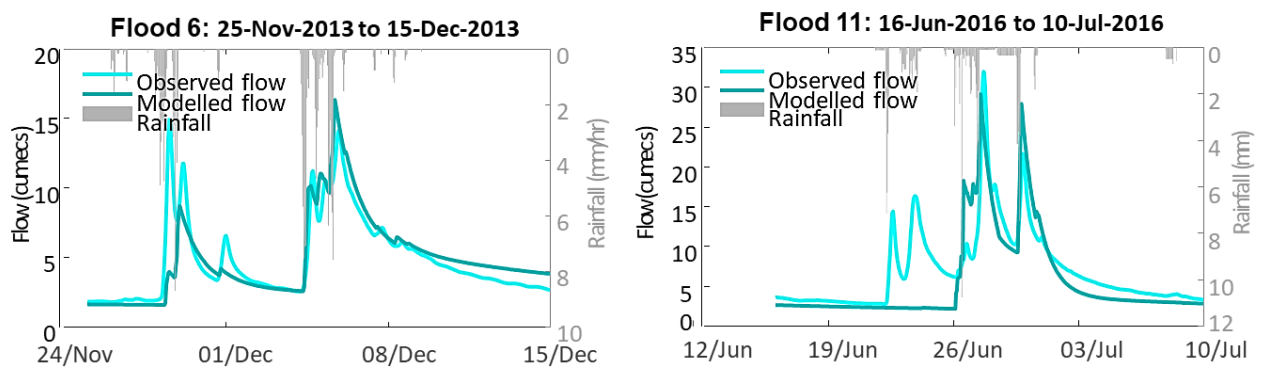 Flood 6: 25-Nov-2013 to 15-Dec-2013
20
15
10
5
0
Flow (cumecs)
Observed flow
Modelled flow
Rainfall
0
2
4
6
8
10
Rainfall (mm/hr)
24/Nov
01/Dec
08/Dec
15/Dec
Flood 11: 16-Jun-2016 to 10-Jul-2016
35
30
25
20
15
10
5
0
Flow(cumecs)
Observed flow
Modelled flow
Rainfall
0
2
4
6
8
10
12
Rainfall (mm)
12/Jun
19/Jun
26/Jun
03/Jul
10/Jul